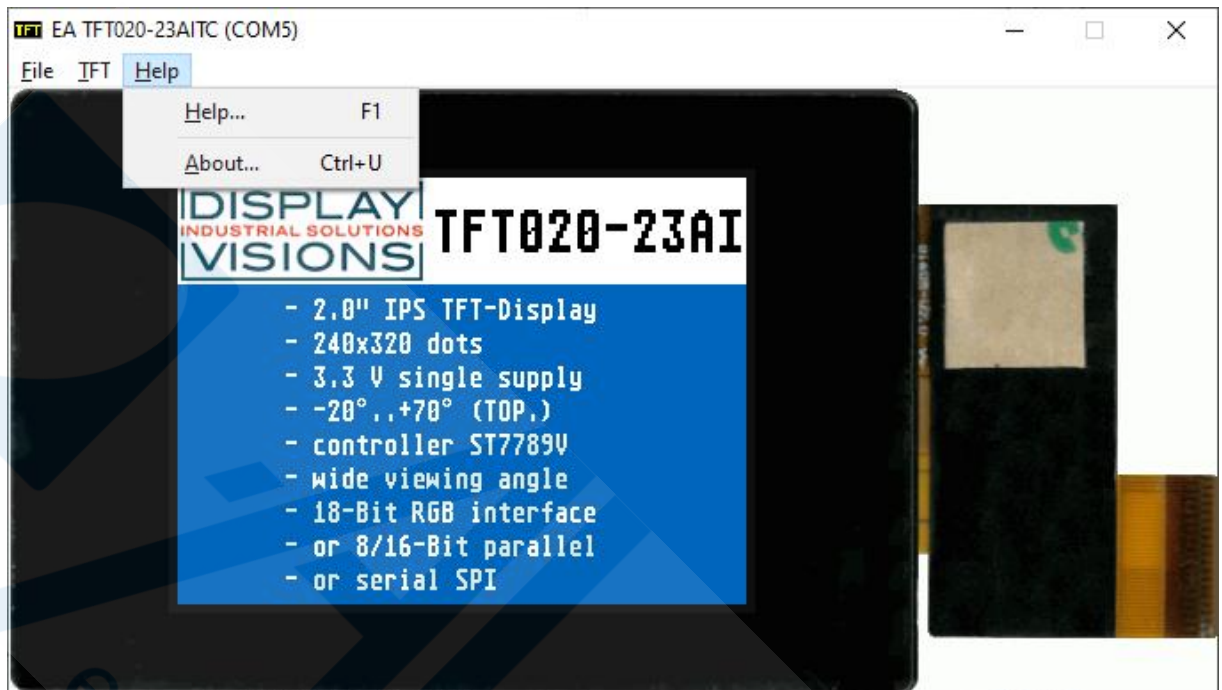 TFT EA TFT020-23AITC (COM5)
File TFT Help
Help... F1
About... Ctrl+U
DISPLAY
INDUSTRIAL SOLUTIONS
VISIONS
TFT020-23AI
- 2.0" IPS TFT-Display
- 240x320 dots
- 3.3 V single supply
- -20°..+70° (TOP.)
- controller ST7789V
- wide viewing angle
- 18-Bit RGB interface
- or 8/16-Bit parallel
- or serial SPI